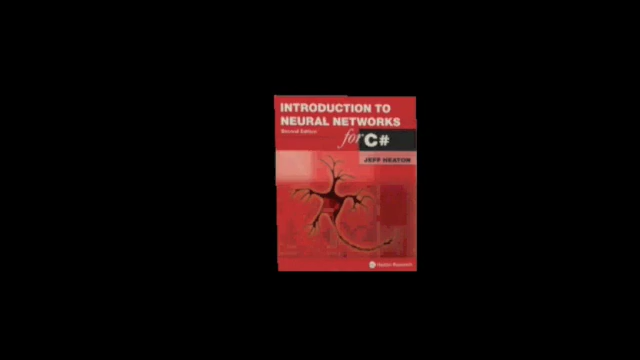 INTRODUCTION TO
NEURAL NETWORKS
Second Edition
for C#
JEFF HEATON
Heaton Research